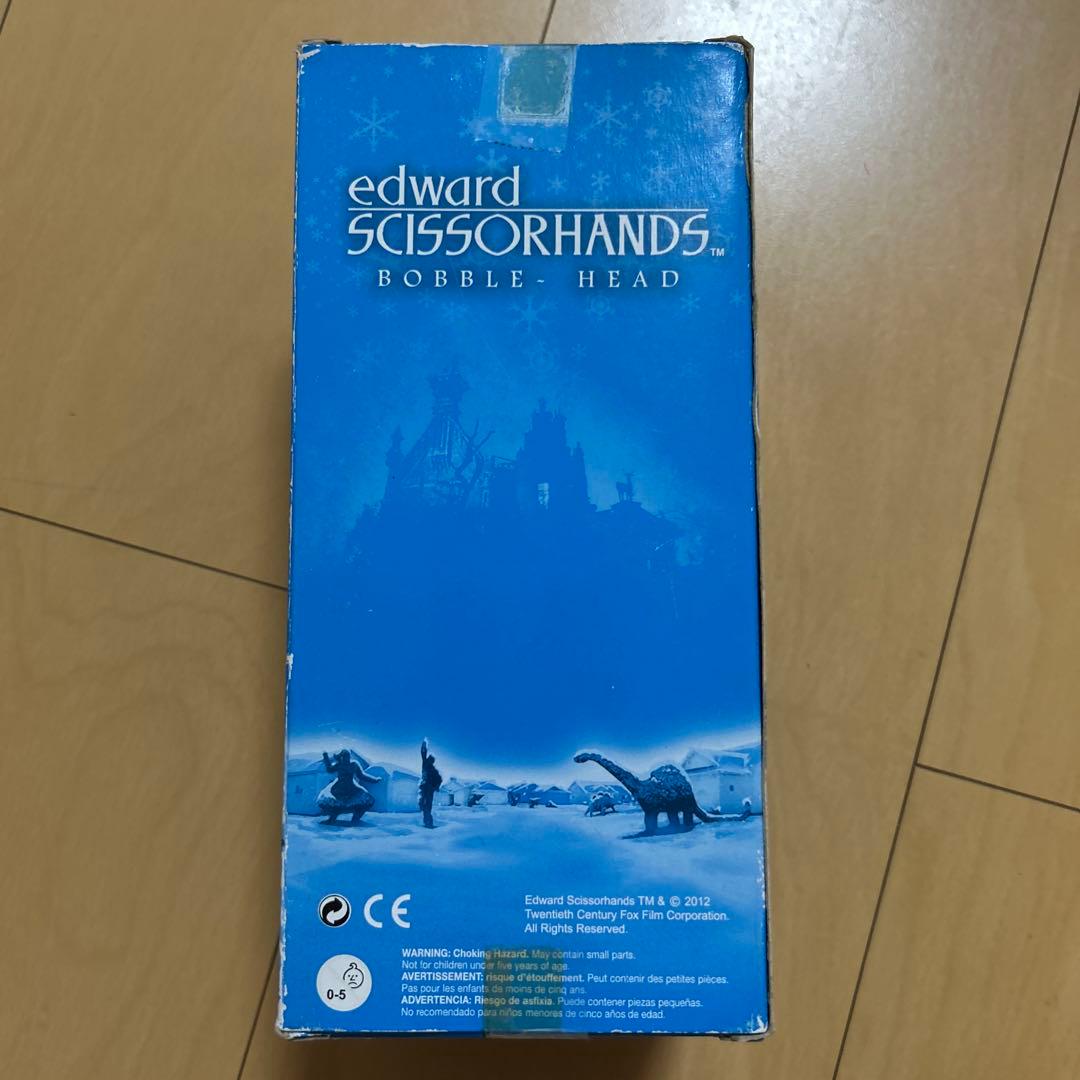 edward
SCISSORHANDS™
BOBBLE- HEAD
CE
Edward Scissorhands TM & © 2012
Twentieth Century Fox Film Corporation.
All Rights Reserved.
0-5
WARNING: Choking Hazard. May contain small parts.
Not for children under five years of age.
AVERTISSEMENT: risque d'étouffement. Peut contenir des petites pièces.
Pas pour les enfants de moins de cinq ans.
ADVERTENCIA: Riesgo de asfixia. Puede contener piezas pequeñas.
No recomendado para niños menores de cinco años de edad.